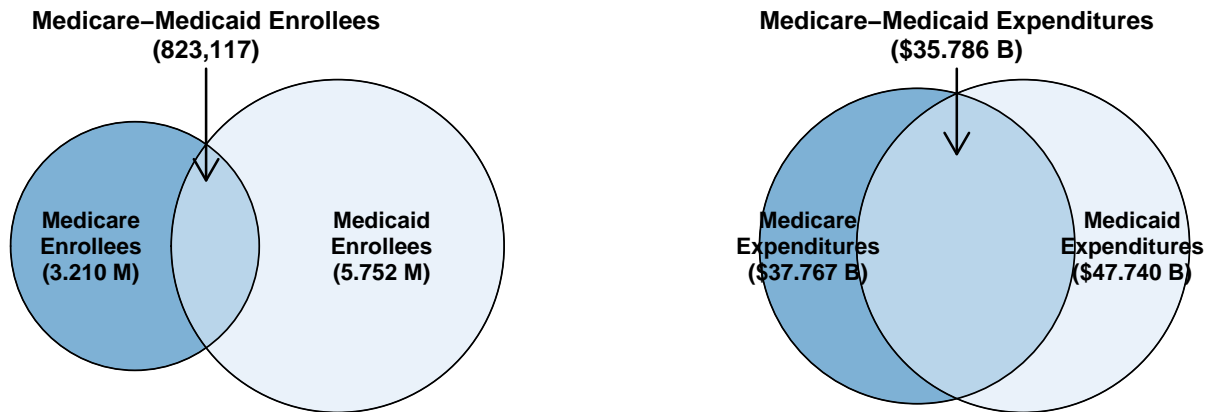 Medicare–Medicaid Enrollees
(823,117)
Medicare
Enrollees
(3.210 M)
Medicaid
Enrollees
(5.752 M)
Medicare–Medicaid Expenditures
($35.786 B)
Medicare
Expenditures
($37.767 B)
Medicaid
Expenditures
($47.740 B)